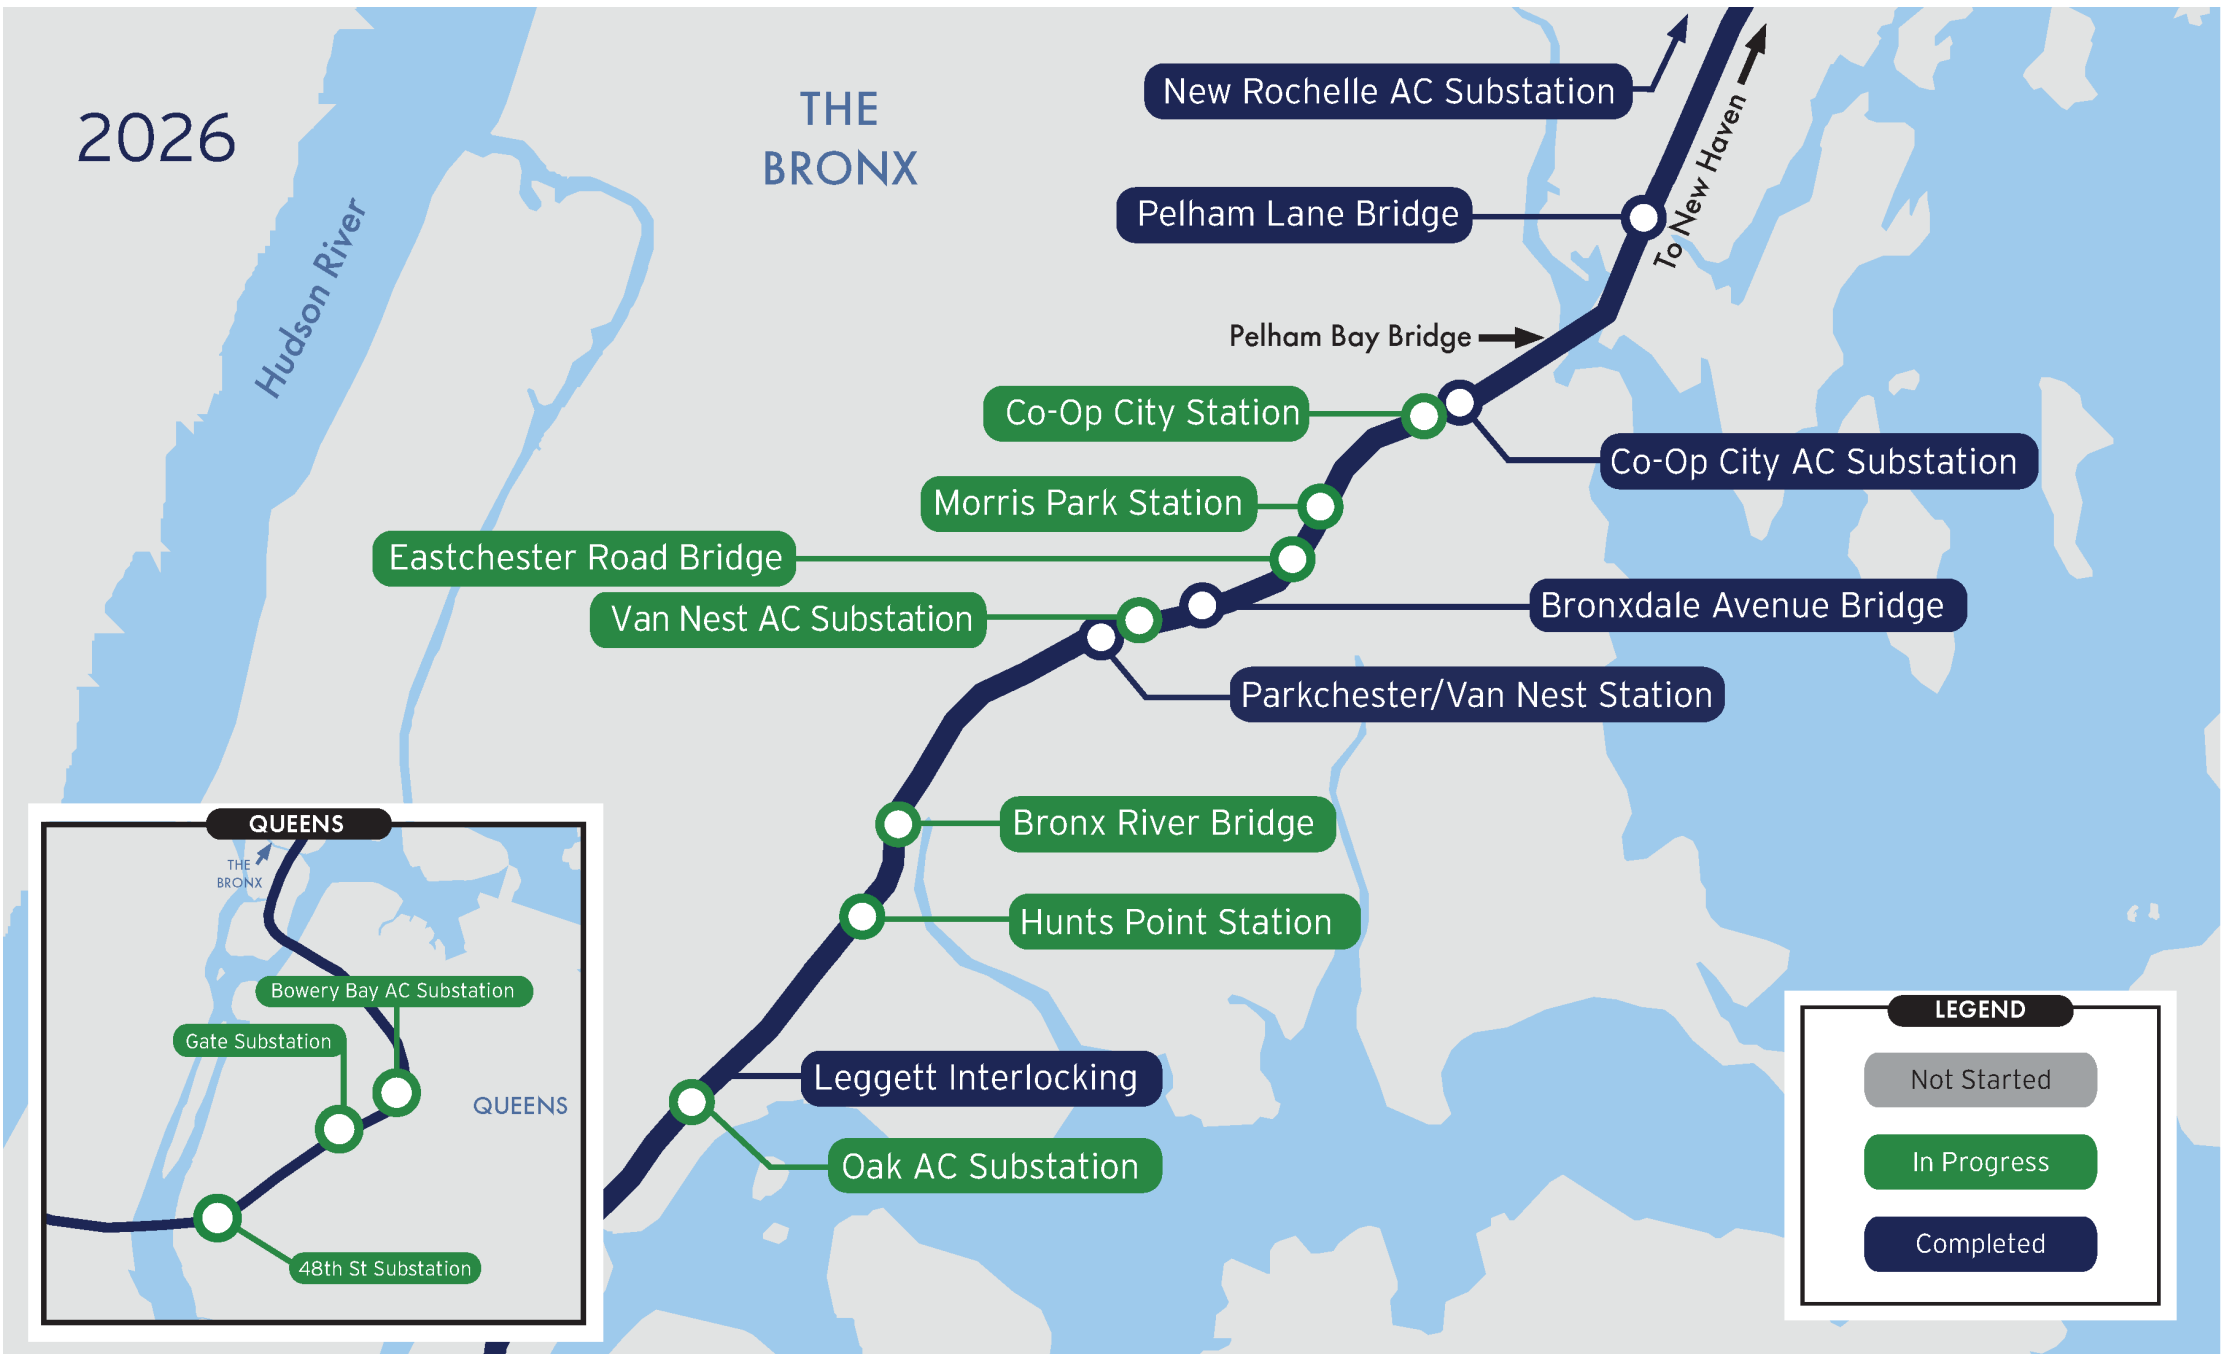 2026
THE
BRONX
Hudson River
New Rochelle AC Substation
To New Haven
Pelham Lane Bridge
Pelham Bay Bridge
Co-Op City Station
Co-Op City AC Substation
Morris Park Station
Eastchester Road Bridge
Van Nest AC Substation
Bronxdale Avenue Bridge
Parkchester/Van Nest Station
Bronx River Bridge
Hunts Point Station
Leggett Interlocking
Oak AC Substation
QUEENS
THE
BRONX
Bowery Bay AC Substation
Gate Substation
QUEENS
48th St Substation
LEGEND
Not Started
In Progress
Completed